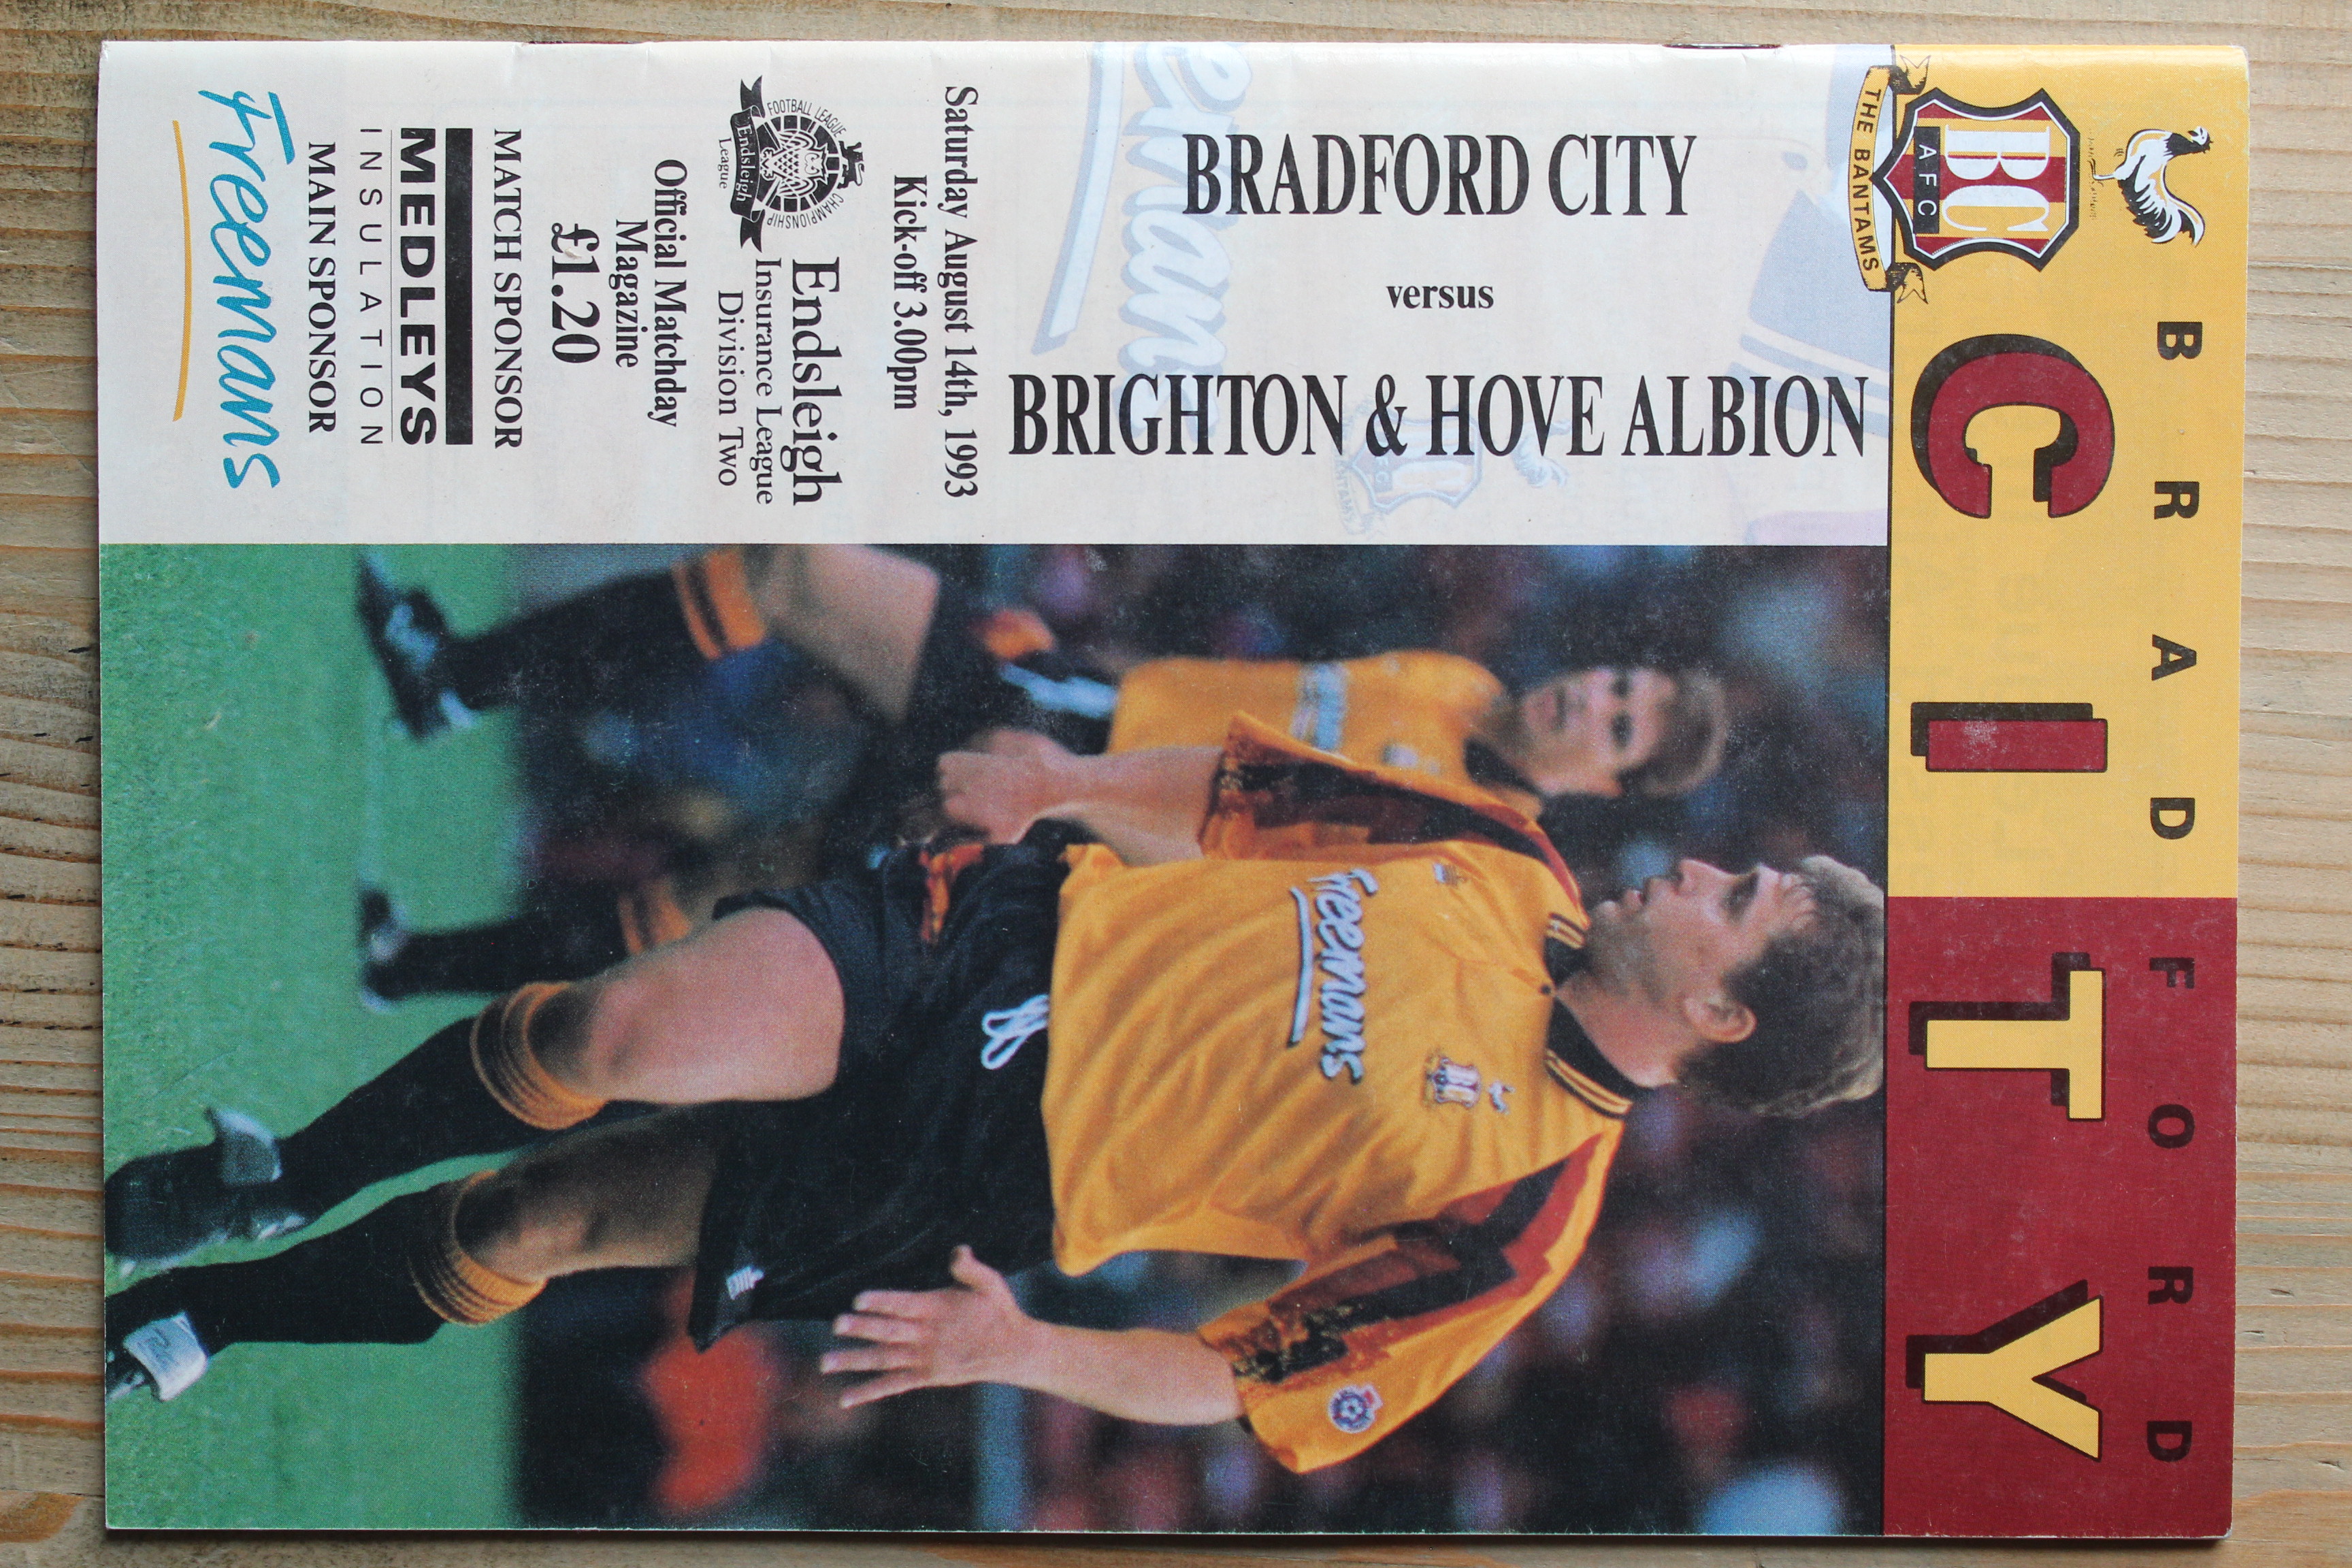 BRADFORD
CITY
BC
AFC
THE BANTAMS
BRADFORD CITY
versus
BRIGHTON & HOVE ALBION
Saturday August 14th, 1993
Kick-off 3.00pm
FOOTBALL LEAGUE
CHAMPIONSHIP
Endsleigh
League
Endsleigh
Insurance League
Division Two
Official Matchday
Magazine
£1.20
MATCH SPONSOR
MEDLEYS
INSULATION
MAIN SPONSOR
Freemans
Freemans
BC